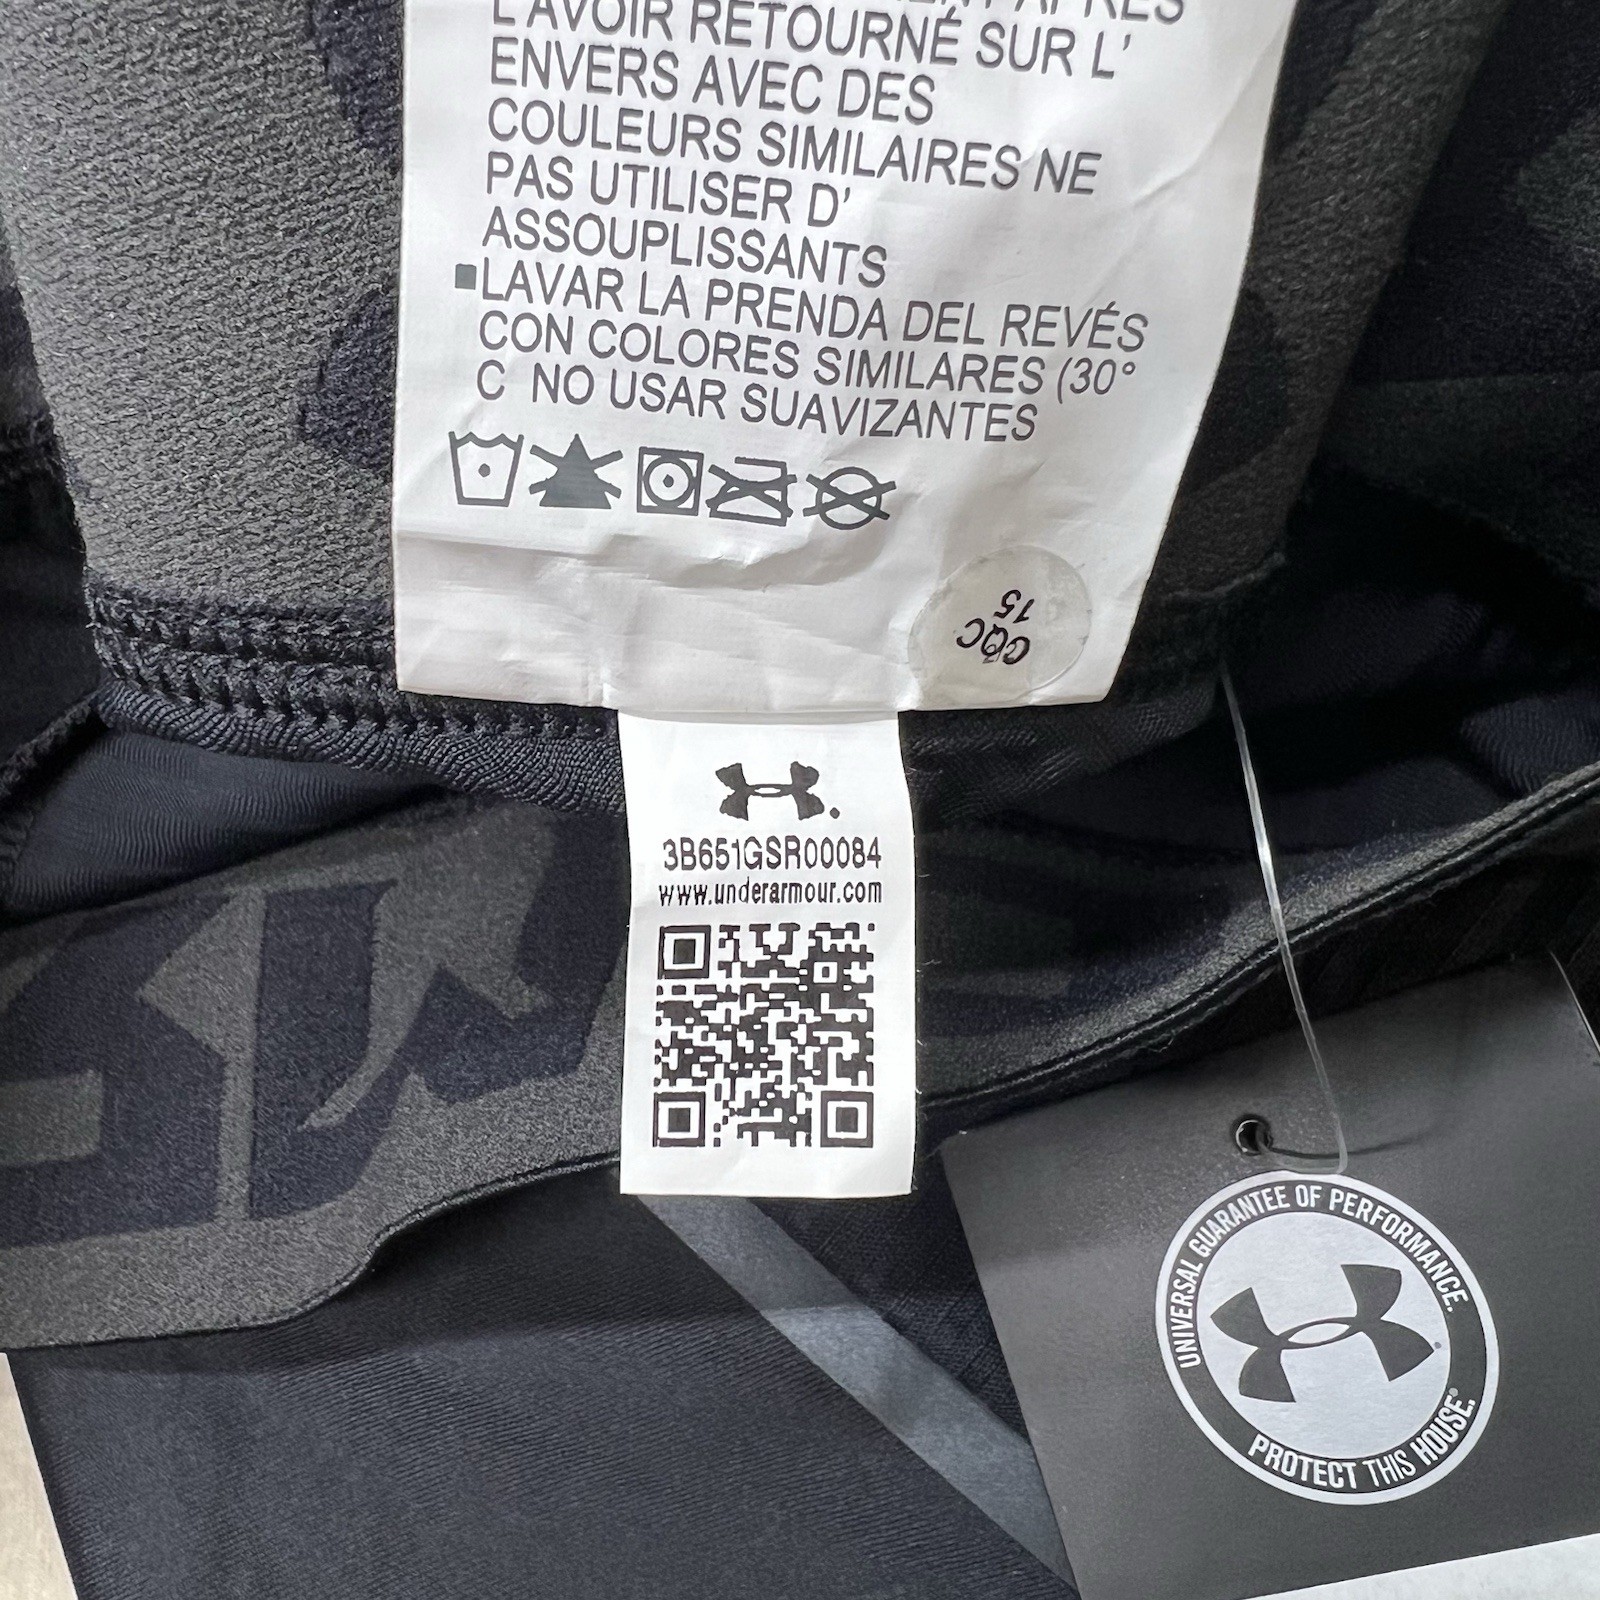 L'AVOIR RETOURNÉ SUR L'
ENVERS AVEC DES
COULEURS SIMILAIRES NE
PAS UTILISER D'
ASSOUPLISSANTS
LAVAR LA PRENDA DEL REVÉS
CON COLORES SIMILARES (30°
C NO USAR SUAVIZANTES
CQC
15
3B651GSR00084
www.underarmour.com
UNIVERSAL GUARANTEE OF PERFORMANCE.
PROTECT THIS HOUSE.®